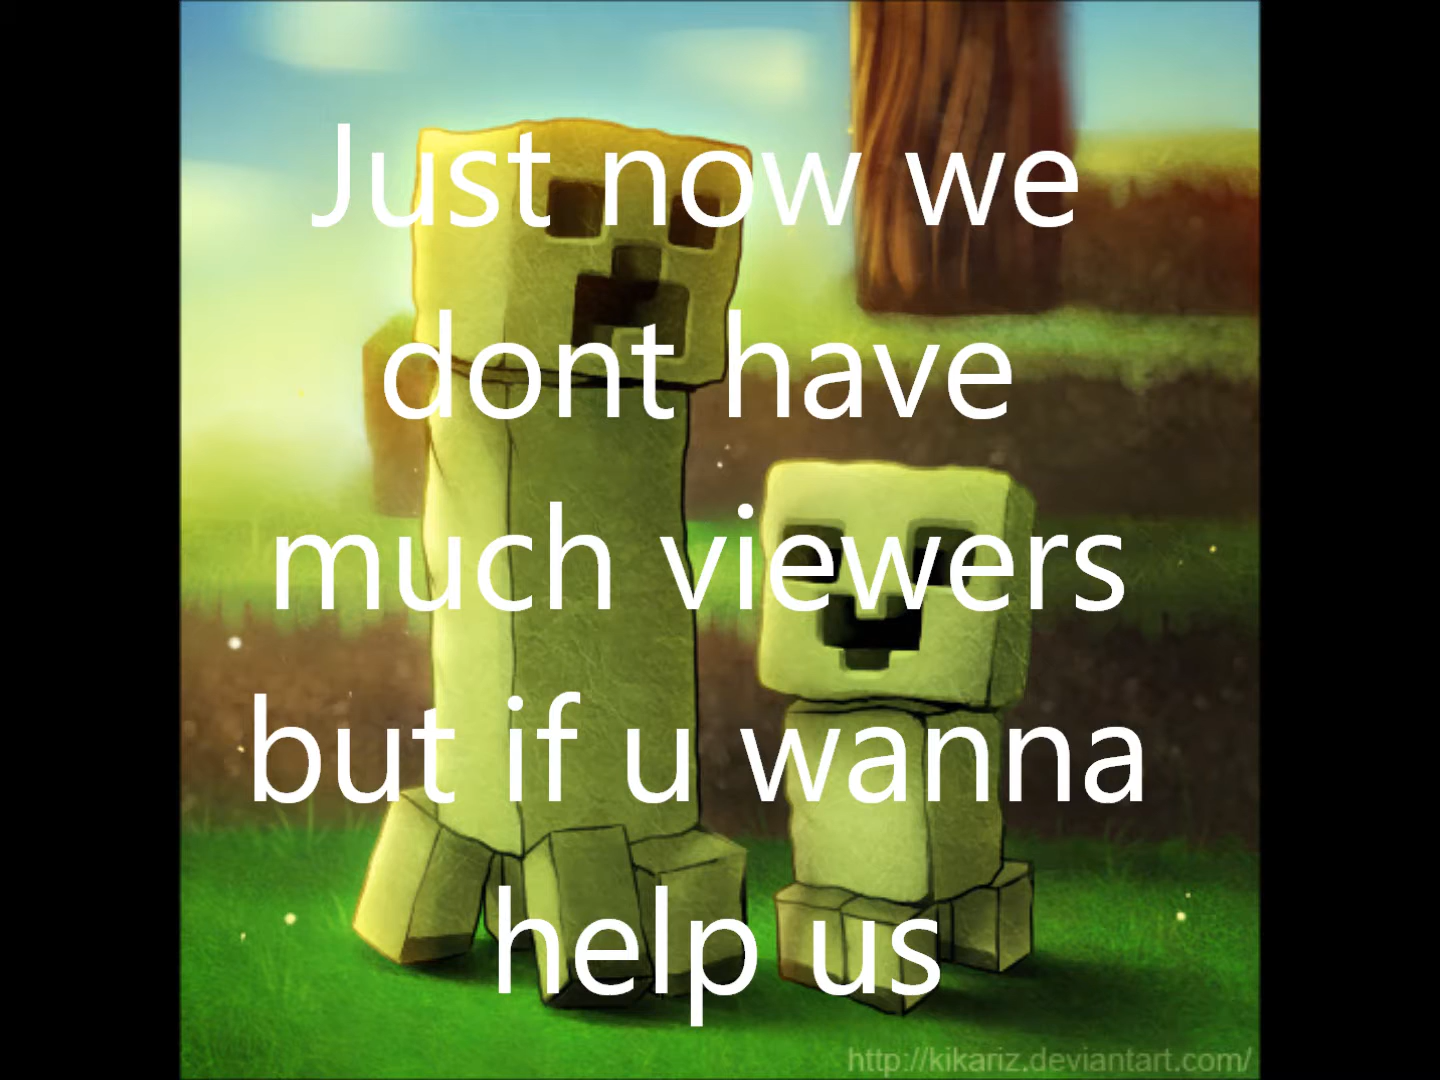 Just now we
dont have
much viewers
but if u wanna
help us
http://kikariz.deviantart.com/